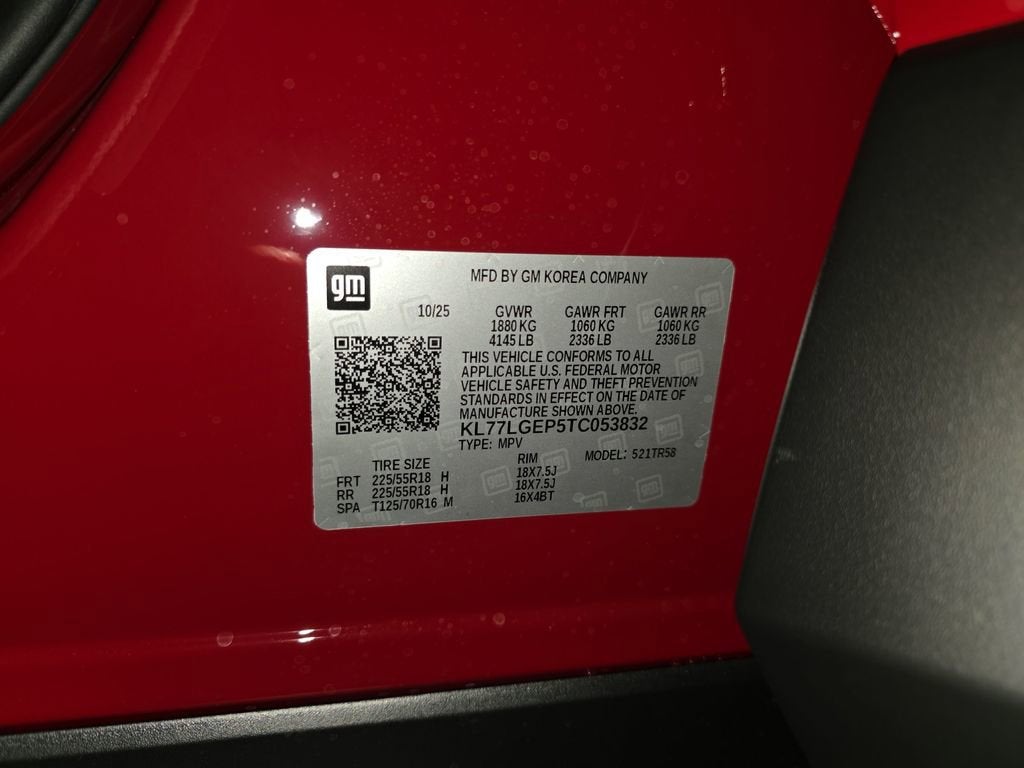 gm
MFD BY GM KOREA COMPANY
10/25 GVWR GAWR FRT GAWR RR
1880 KG 1060 KG 1060 KG
4145 LB 2336 LB 2336 LB
THIS VEHICLE CONFORMS TO ALL
APPLICABLE U.S. FEDERAL MOTOR
VEHICLE SAFETY AND THEFT PREVENTION
STANDARDS IN EFFECT ON THE DATE OF
MANUFACTURE SHOWN ABOVE.
KL77LGEP5TC053832
TYPE: MPV
MODEL: 521TR58
TIRE SIZE RIM
FRT 225/55R18 H 18X7.5J
RR 225/55R18 H 18X7.5J
SPA T125/70R16 M 16X4BT